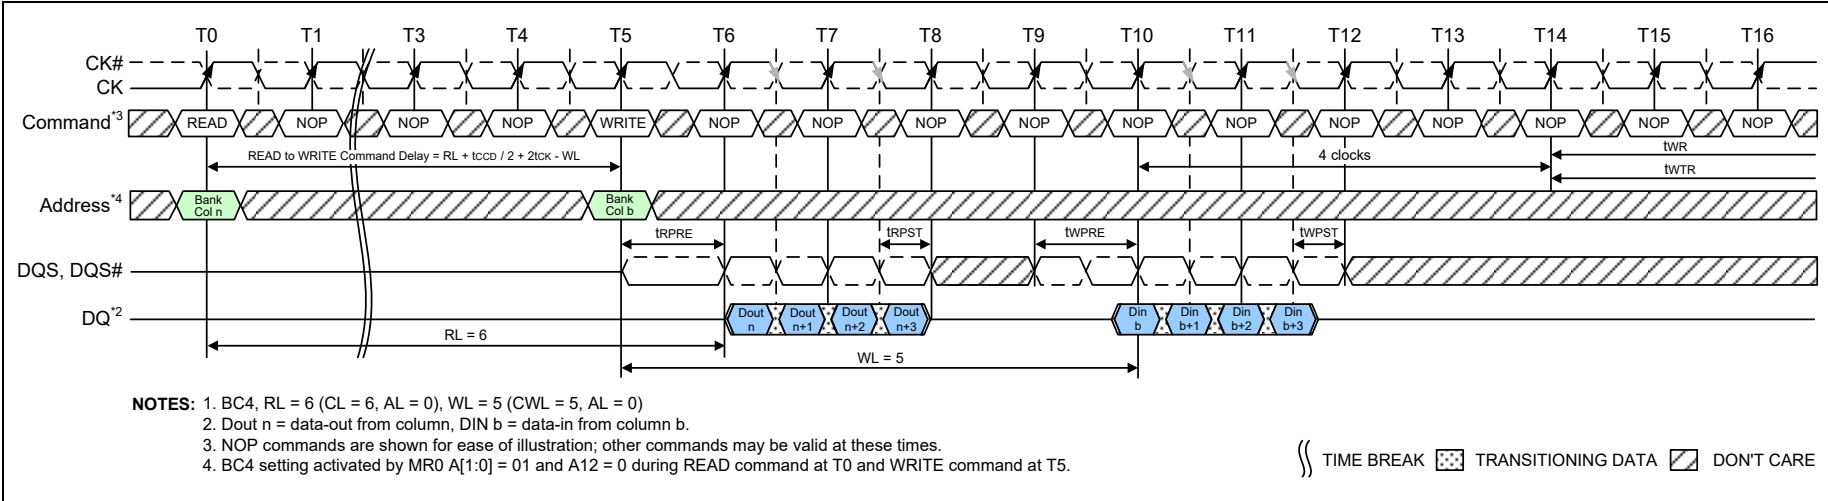 T0 T1 T3 T4 T5 T6 T7 T8 T9 T10 T11 T12 T13 T14 T15 T16
CK#
CK
Command*3 READ NOP NOP NOP WRITE NOP NOP NOP NOP NOP NOP NOP NOP NOP NOP NOP
READ to WRITE Command Delay = RL + tCCD / 2 + 2tCK - WL 4 clocks tWR
tWTR
Address*4 Bank Col n Bank Col b
tRPRE tRPST tWPRE tWPST
DQS, DQS#
DQ*2 Dout n Dout n+1 Dout n+2 Dout n+3 Din b Din b+1 Din b+2 Din b+3
RL = 6
WL = 5
NOTES: 1. BC4, RL = 6 (CL = 6, AL = 0), WL = 5 (CWL = 5, AL = 0)
2. Dout n = data-out from column, DIN b = data-in from column b.
3. NOP commands are shown for ease of illustration; other commands may be valid at these times.
4. BC4 setting activated by MR0 A[1:0] = 01 and A12 = 0 during READ command at T0 and WRITE command at T5.
TIME BREAK TRANSITIONING DATA DON'T CARE